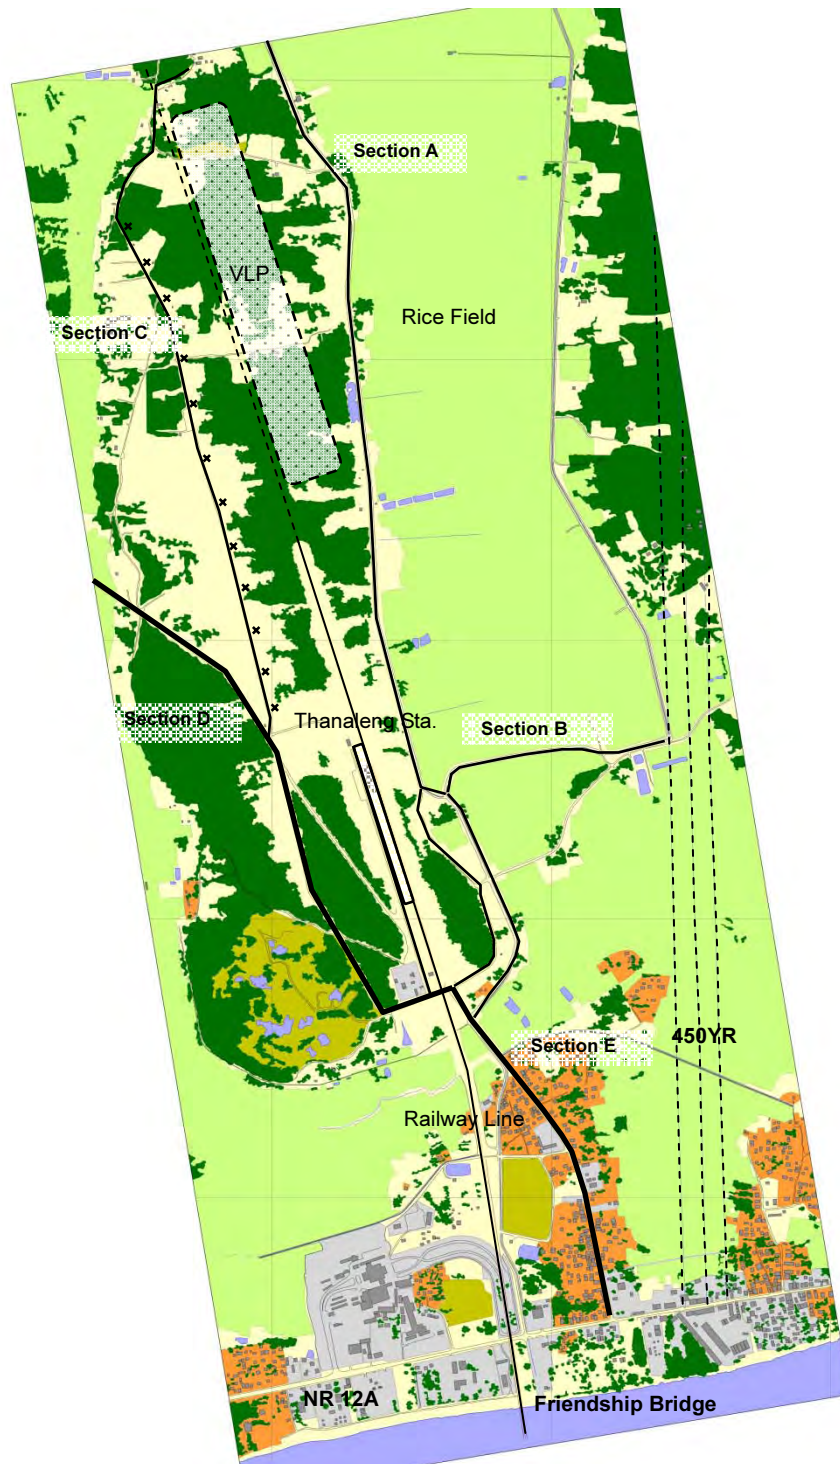 Section A
VLP
Rice Field
Section C
Section D
Thanaleng Sta.
Section B
Section E
450YR
Railway Line
NR 12A
Friendship Bridge